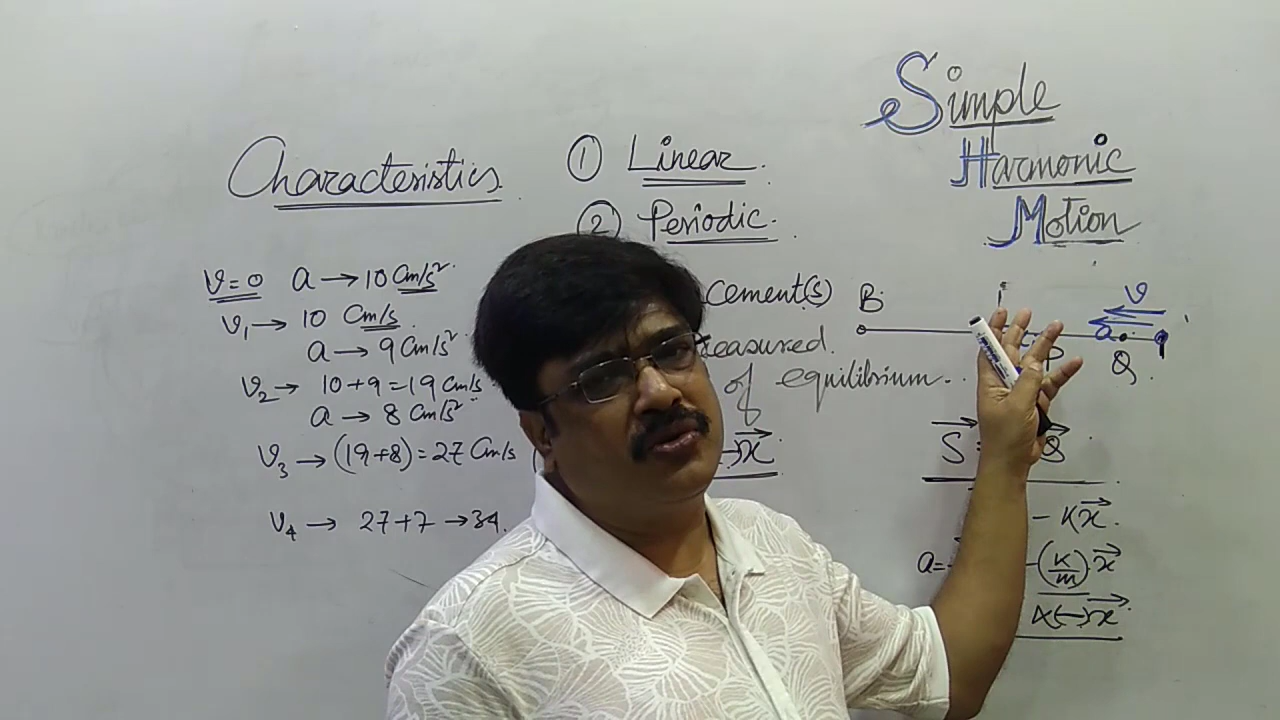 Simple
Harmonic
Motion
Characteristics.
① Linear.
② Periodic.
cement(s)
measured.
of equilibrium.
(-)x⃗
v=0 a → 10 Cm/s².
v₁ → 10 Cm/s.
a → 9 Cm/s²
v₂ → 10+9=19 Cm/s.
a → 8 Cm/s²
v₃ → (19+8)=27 Cm/s
v₄ → 27+7 → 34.
B
v
a
P
Q.
S⃗
Q⃗
- Kx⃗.
a= -(K/m)x⃗
∝(-)x⃗